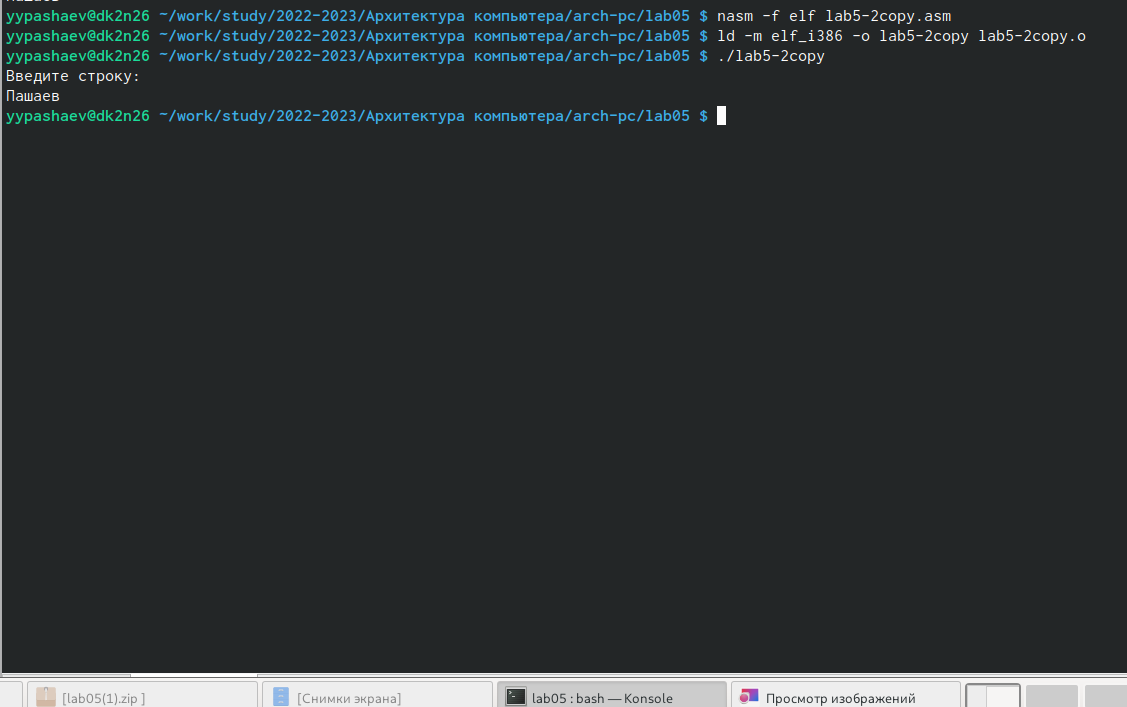 yypashaev@dk2n26 ~/work/study/2022-2023/Архитектура компьютера/arch-pc/lab05 $ nasm -f elf lab5-2copy.asm
yypashaev@dk2n26 ~/work/study/2022-2023/Архитектура компьютера/arch-pc/lab05 $ ld -m elf_i386 -o lab5-2copy lab5-2copy.o
yypashaev@dk2n26 ~/work/study/2022-2023/Архитектура компьютера/arch-pc/lab05 $ ./lab5-2copy
Введите строку:
Пашаев
yypashaev@dk2n26 ~/work/study/2022-2023/Архитектура компьютера/arch-pc/lab05 $
[lab05(1).zip ] [Снимки экрана] lab05 : bash — Konsole Просмотр изображений